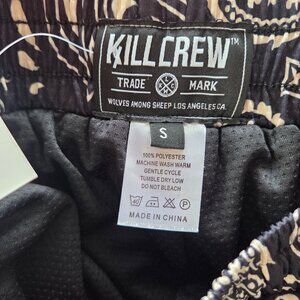 KILLCREW™
TRADE MARK
WOLVES AMONG SHEEP LOS ANGELES CA.
S
100% POLYESTER
MACHINE WASH WARM
GENTLE CYCLE
TUMBLE DRY LOW
DO NOT BLEACH
MADE IN CHINA